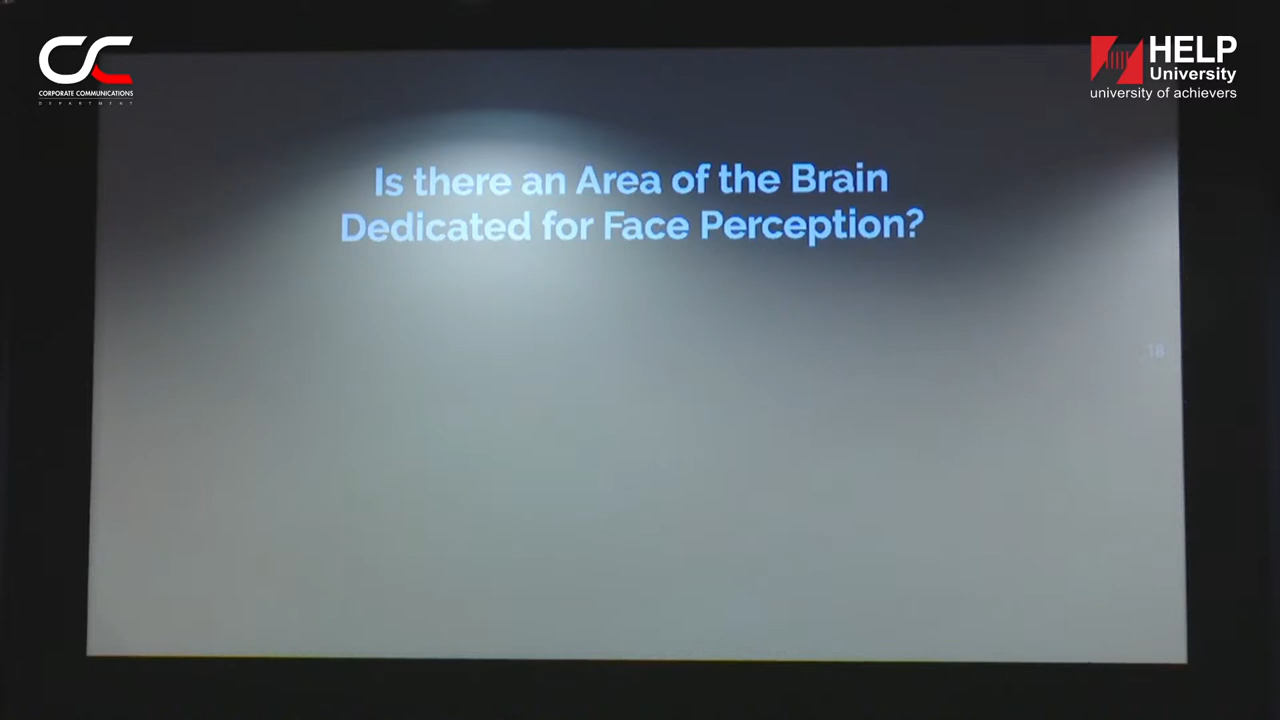 CC
CORPORATE COMMUNICATIONS
DEPARTMENT
HELP
University
university of achievers
Is there an Area of the Brain
Dedicated for Face Perception?
18